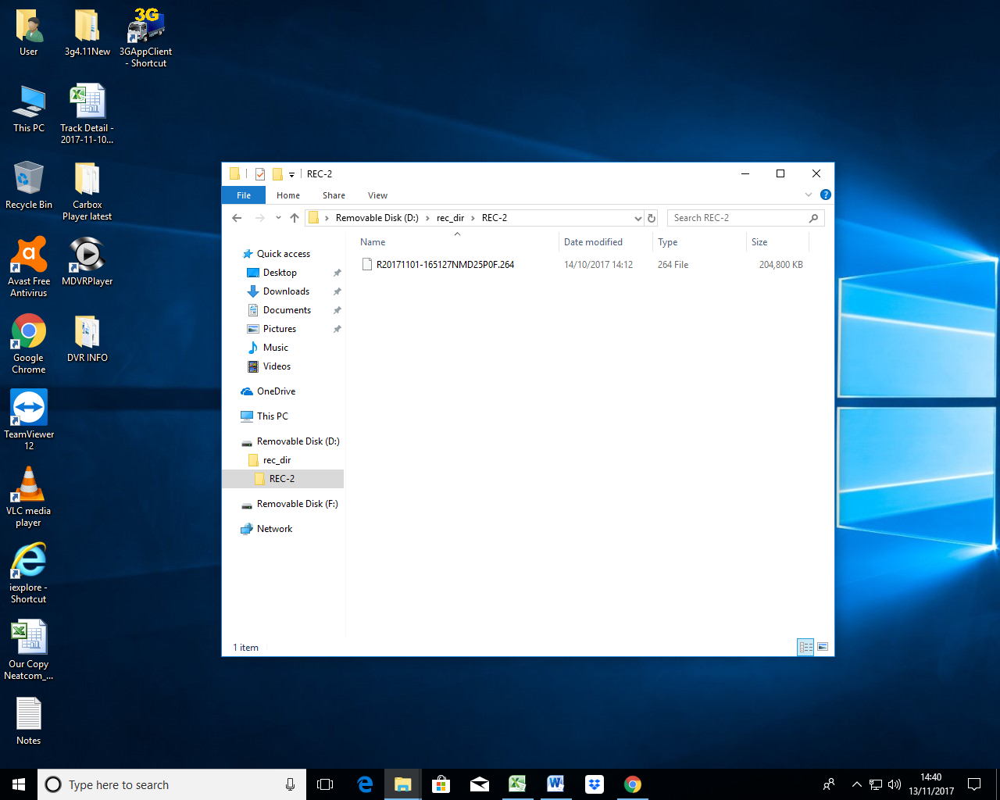 User
3g4.11New
3G
3GAppClient
- Shortcut
This PC
Track Detail -
2017-11-10...
Recycle Bin
Carbox
Player latest
Avast Free
Antivirus
MDVRPlayer
Google
Chrome
DVR INFO
TeamViewer
12
VLC media
player
iexplore -
Shortcut
Our Copy
Neatcom_...
Notes
REC-2
File Home Share View
Removable Disk (D:) rec_dir REC-2
Search REC-2
Name Date modified Type Size
R20171101-165127NMD25P0F.264 14/10/2017 14:12 264 File 204,800 KB
Quick access
Desktop
Downloads
Documents
Pictures
Music
Videos
OneDrive
This PC
Removable Disk (D:)
rec_dir
REC-2
Removable Disk (F:)
Network
1 item
Type here to search
14:40
13/11/2017